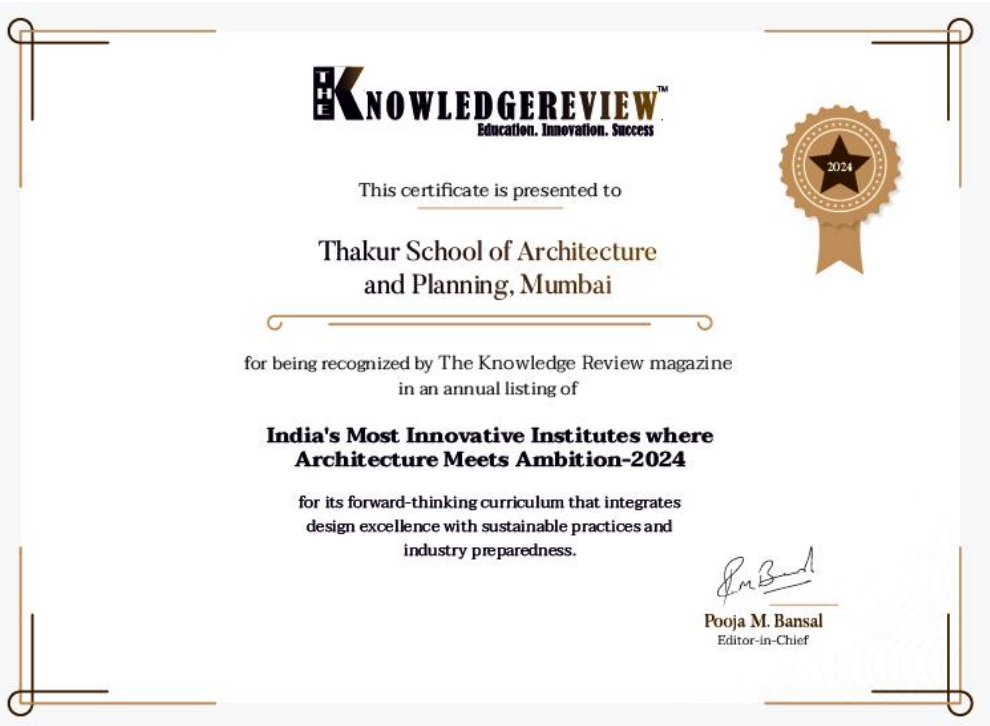 THE KNOWLEDGEREVIEW™
Education. Innovation. Success
This certificate is presented to
2024
Thakur School of Architecture
and Planning, Mumbai
for being recognized by The Knowledge Review magazine
in an annual listing of
India's Most Innovative Institutes where
Architecture Meets Ambition-2024
for its forward-thinking curriculum that integrates
design excellence with sustainable practices and
industry preparedness.
Pooja M. Bansal
Editor-in-Chief